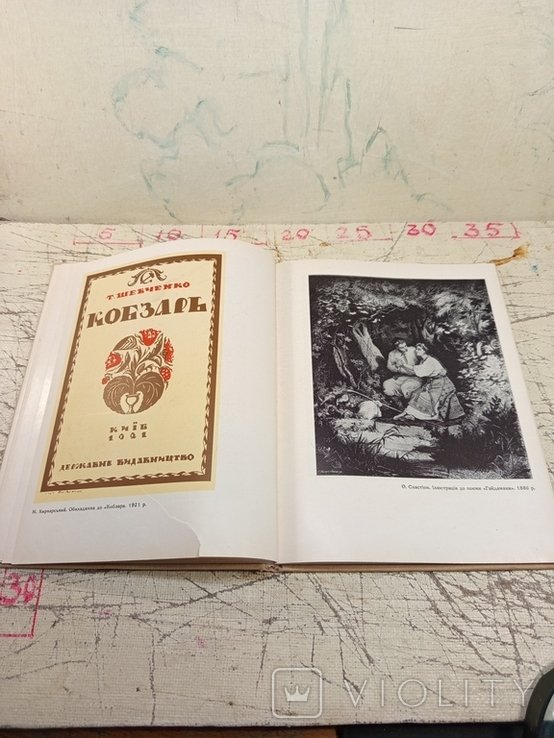 5 10 15 20 25 30 35
Т. ШЕВЧЕНКО
КОБЗАРЬ
КИЇВ
1921
ДЕРЖАВНЕ ВИДАВНИЦТВО
М. Кирнарський. Обкладинка до «Кобзаря». 1921 р.
О. Сластіон. Ілюстрація до поеми «Гайдамаки». 1886 р.
30
VIOLITY